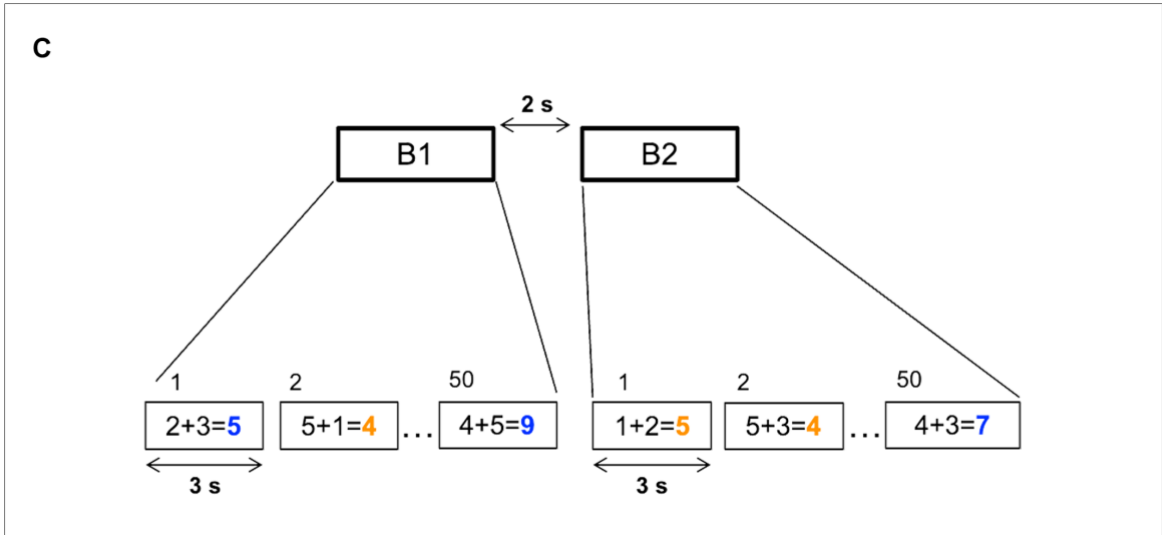 C
2 s
B1 B2
1 2 50 1 2 50
2+3=5 5+1=4 ... 4+5=9 1+2=5 5+3=4 ... 4+3=7
3 s 3 s